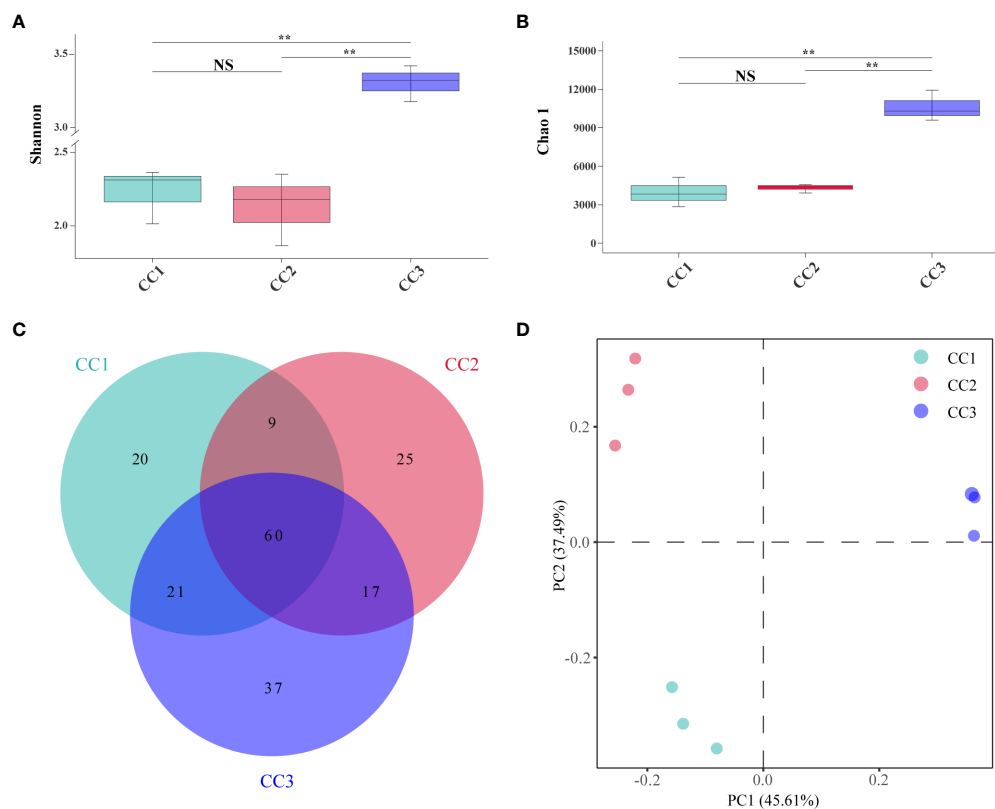 A
Shannon
3.5
3.0
2.5
2.0
**
**
NS
CC1
CC2
CC3
B
Chao 1
15000
12000
9000
6000
3000
0
**
**
NS
CC1
CC2
CC3
C
CC1
CC2
9
20
25
60
21
17
37
CC3
D
CC1
CC2
CC3
PC2 (37.49%)
0.2
0.0
-0.2
-0.2
0.0
0.2
PC1 (45.61%)